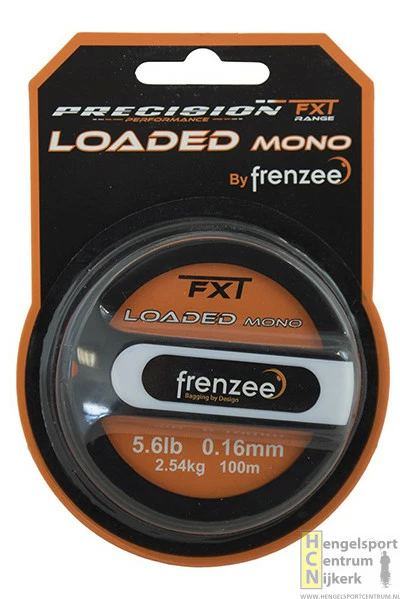 PRECISION FXT
PERFORMANCE RANGE
LOADED MONO
By frenzee
FXT
LOADED MONO
frenzee
Bagging by Design
5.6lb 0.16mm
2.54kg 100m
HCN
Hengelsport
Centrum
Nijkerk
WWW.HENGELSPORTCENTRUM.NL